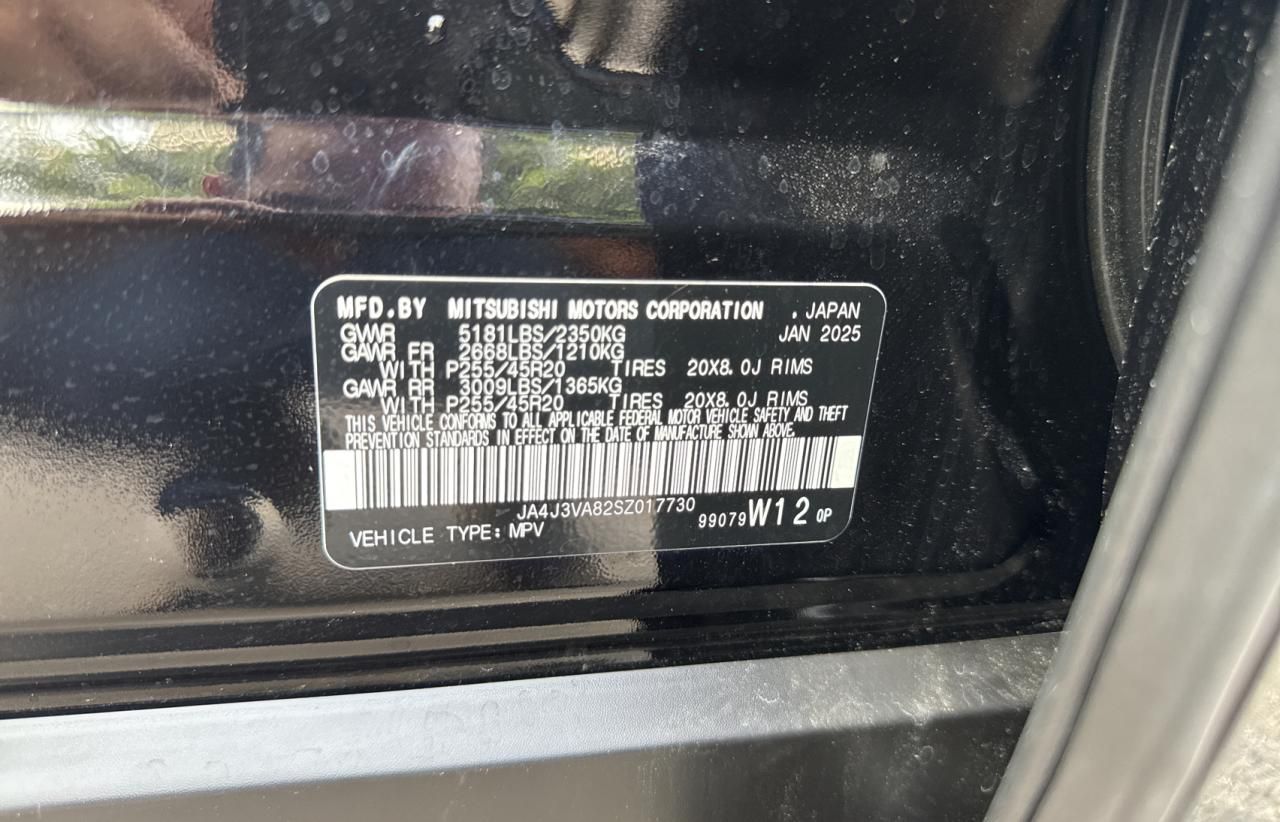 MFD.BY MITSUBISHI MOTORS CORPORATION . JAPAN
GVWR 5181LBS/2350KG JAN 2025
GAWR FR 2668LBS/1210KG
WITH P255/45R20 TIRES 20X8.0J RIMS
GAWR RR 3009LBS/1365KG
WITH P255/45R20 TIRES 20X8.0J RIMS
THIS VEHICLE CONFORMS TO ALL APPLICABLE FEDERAL MOTOR VEHICLE SAFETY AND THEFT
PREVENTION STANDARDS IN EFFECT ON THE DATE OF MANUFACTURE SHOWN ABOVE.
JA4J3VA82SZ017730
99079 W12 0P
VEHICLE TYPE: MPV